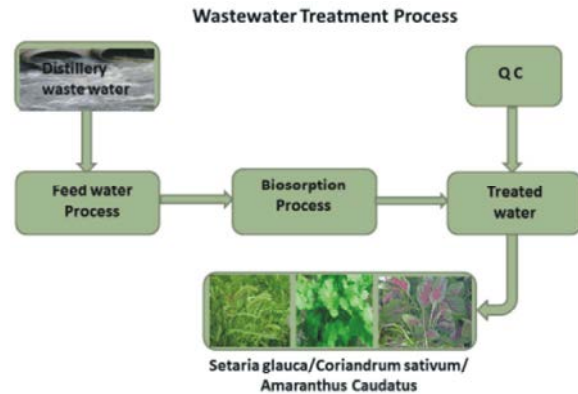 Wastewater Treatment Process
Distillery
waste water
Q C
Feed water
Process
Biosorption
Process
Treated
water
Setaria glauca/Coriandrum sativum/
Amaranthus Caudatus